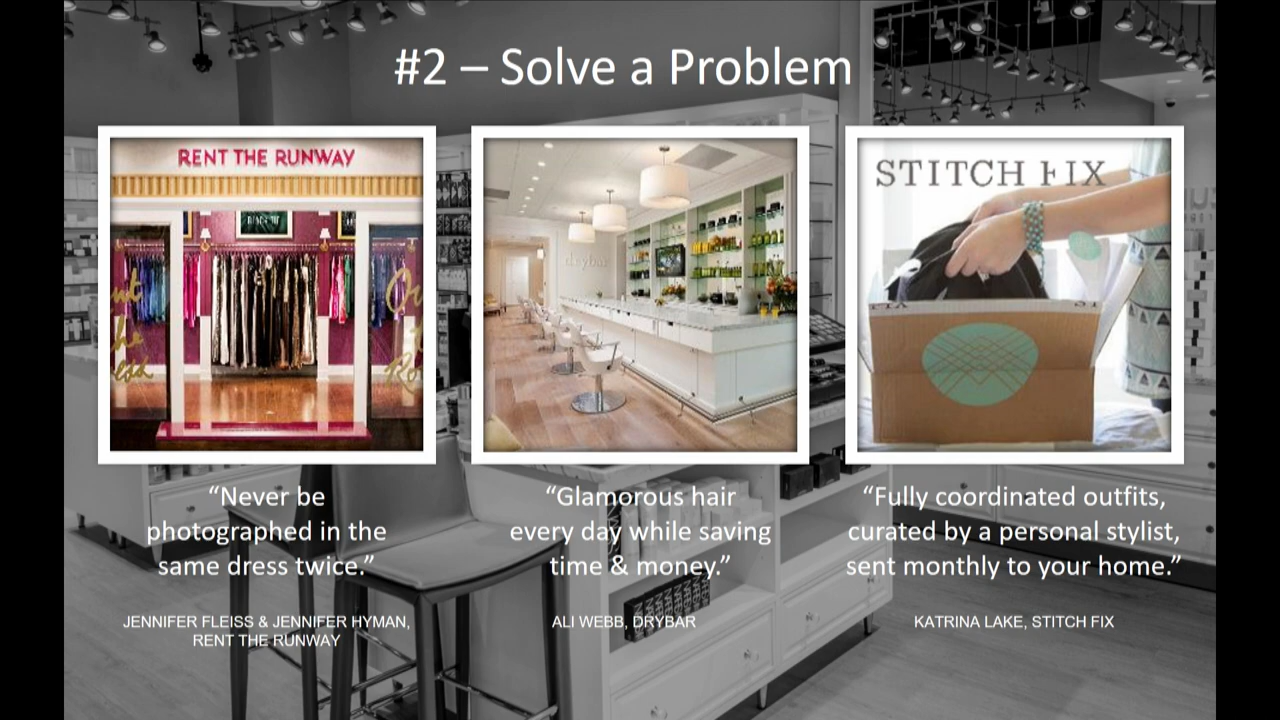 #2 – Solve a Problem
RENT THE RUNWAY
drybar
STITCH FIX
“Never be
photographed in the
same dress twice.”
“Glamorous hair
every day while saving
time & money.”
“Fully coordinated outfits,
curated by a personal stylist,
sent monthly to your home.”
JENNIFER FLEISS & JENNIFER HYMAN,
RENT THE RUNWAY
ALI WEBB, DRYBAR
KATRINA LAKE, STITCH FIX